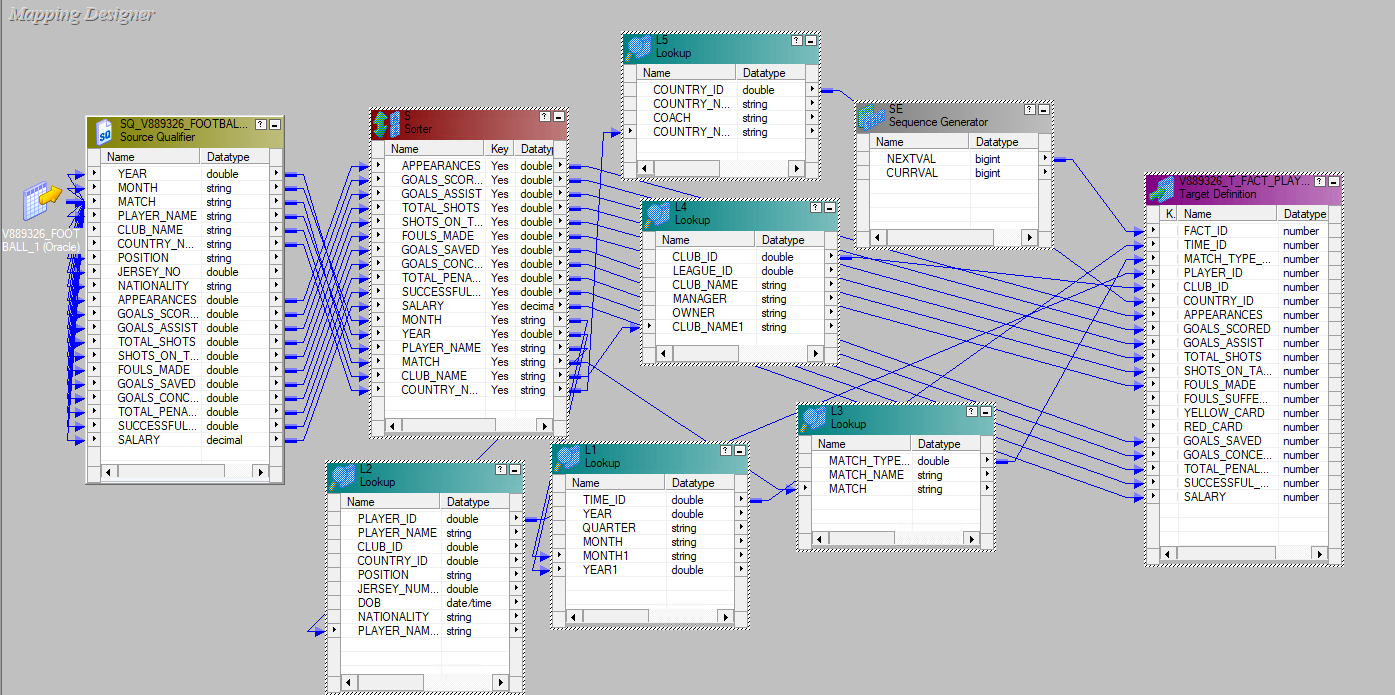 Mapping Designer
V889326_FOOT
BALL_1 (Oracle)
SQ_V889326_FOOTBAL...
Source Qualifier
Name Datatype
YEAR double
MONTH string
MATCH string
PLAYER_NAME string
CLUB_NAME string
COUNTRY_N... string
POSITION string
JERSEY_NO double
NATIONALITY string
APPEARANCES double
GOALS_SCOR... double
GOALS_ASSIST double
TOTAL_SHOTS double
SHOTS_ON_T... double
FOULS_MADE double
GOALS_SAVED double
GOALS_CONC... double
TOTAL_PENA... double
SUCCESSFUL... double
SALARY decimal
S
Sorter
Name Key Datatyp
APPEARANCES Yes double
GOALS_SCOR... Yes double
GOALS_ASSIST Yes double
TOTAL_SHOTS Yes double
SHOTS_ON_T... Yes double
FOULS_MADE Yes double
GOALS_SAVED Yes double
GOALS_CONC... Yes double
TOTAL_PENA... Yes double
SUCCESSFUL... Yes double
SALARY Yes decima
MONTH Yes string
YEAR Yes double
PLAYER_NAME Yes string
MATCH Yes string
CLUB_NAME Yes string
COUNTRY_N... Yes string
L5
Lookup
Name Datatype
COUNTRY_ID double
COUNTRY_N... string
COACH string
COUNTRY_N... string
L4
Lookup
Name Datatype
CLUB_ID double
LEAGUE_ID double
CLUB_NAME string
MANAGER string
OWNER string
CLUB_NAME1 string
SE
Sequence Generator
Name Datatype
NEXTVAL bigint
CURRVAL bigint
L2
Lookup
Name Datatype
PLAYER_ID double
PLAYER_NAME string
CLUB_ID double
COUNTRY_ID double
POSITION string
JERSEY_NUM... double
DOB date/time
NATIONALITY string
PLAYER_NAM... string
L1
Lookup
Name Datatype
TIME_ID double
YEAR double
QUARTER string
MONTH string
MONTH1 string
YEAR1 double
L3
Lookup
Name Datatype
MATCH_TYPE... double
MATCH_NAME string
MATCH string
V889326_T_FACT_PLAY...
Target Definition
K. Name Datatype
FACT_ID number
TIME_ID number
MATCH_TYPE_... number
PLAYER_ID number
CLUB_ID number
COUNTRY_ID number
APPEARANCES number
GOALS_SCORED number
GOALS_ASSIST number
TOTAL_SHOTS number
SHOTS_ON_TA... number
FOULS_MADE number
FOULS_SUFFE... number
YELLOW_CARD number
RED_CARD number
GOALS_SAVED number
GOALS_CONCE... number
TOTAL_PENAL... number
SUCCESSFUL_... number
SALARY number